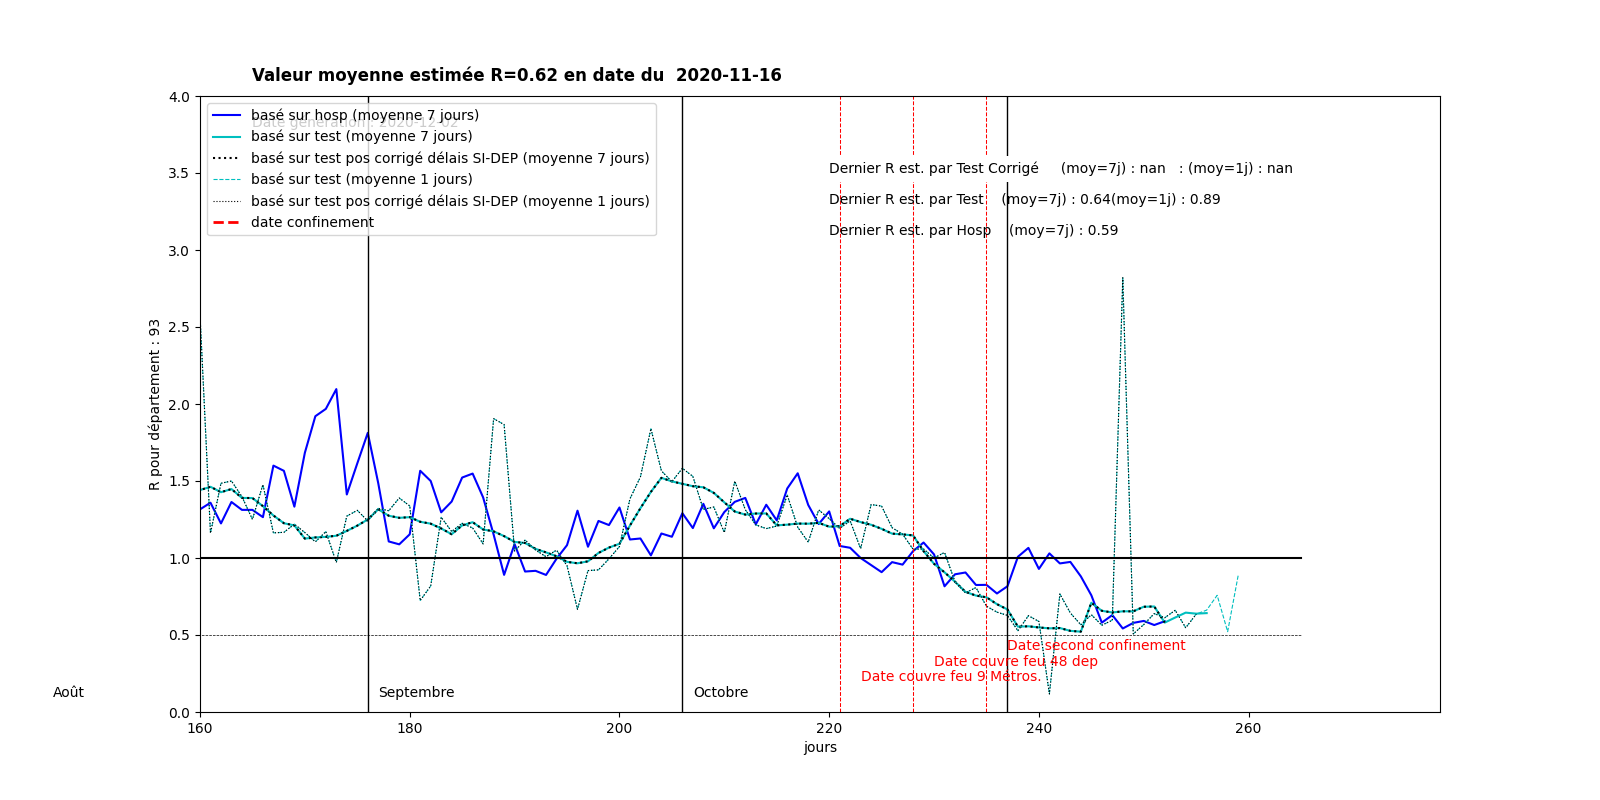 Valeur moyenne estimée R=0.62 en date du 2020-11-16
4.0
3.5
3.0
2.5
2.0
1.5
1.0
0.5
0.0
R pour département : 93
basé sur hosp (moyenne 7 jours)
Date génération : 2020-12-02
basé sur test (moyenne 7 jours)
basé sur test pos corrigé délais SI-DEP (moyenne 7 jours)
basé sur test (moyenne 1 jours)
basé sur test pos corrigé délais SI-DEP (moyenne 1 jours)
date confinement
Dernier R est. par Test Corrigé (moy=7j) : nan : (moy=1j) : nan
Dernier R est. par Test (moy=7j) : 0.64(moy=1j) : 0.89
Dernier R est. par Hosp (moy=7j) : 0.59
Date second confinement
Date couvre feu 48 dep
Date couvre feu 9 Métros.
Août
Septembre
Octobre
160 180 200 220 240 260
jours